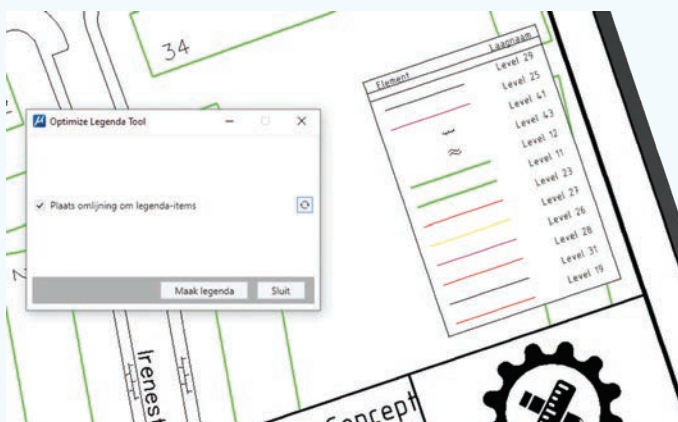 34
Optimize Legenda Tool
Plaats omlijning om legenda-items
Maak legenda Sluit
Element Laagnaam
Level 29
Level 25
Level 41
Level 43
Level 12
Level 11
Level 23
Level 27
Level 26
Level 28
Level 31
Level 19
Irenest
Concept